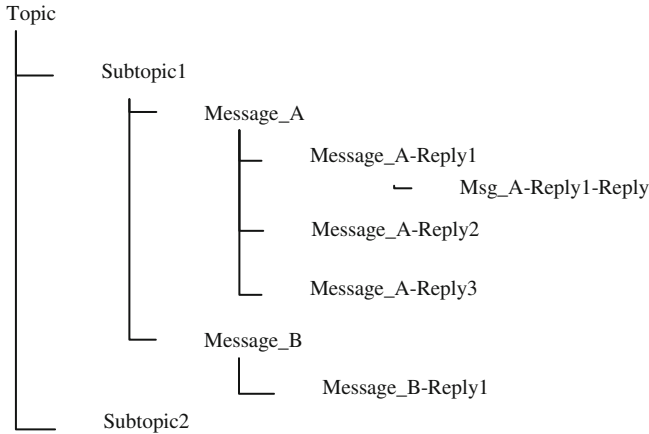 Topic
Subtopic1
Message_A
Message_A-Reply1
Msg_A-Reply1-Reply
Message_A-Reply2
Message_A-Reply3
Message_B
Message_B-Reply1
Subtopic2